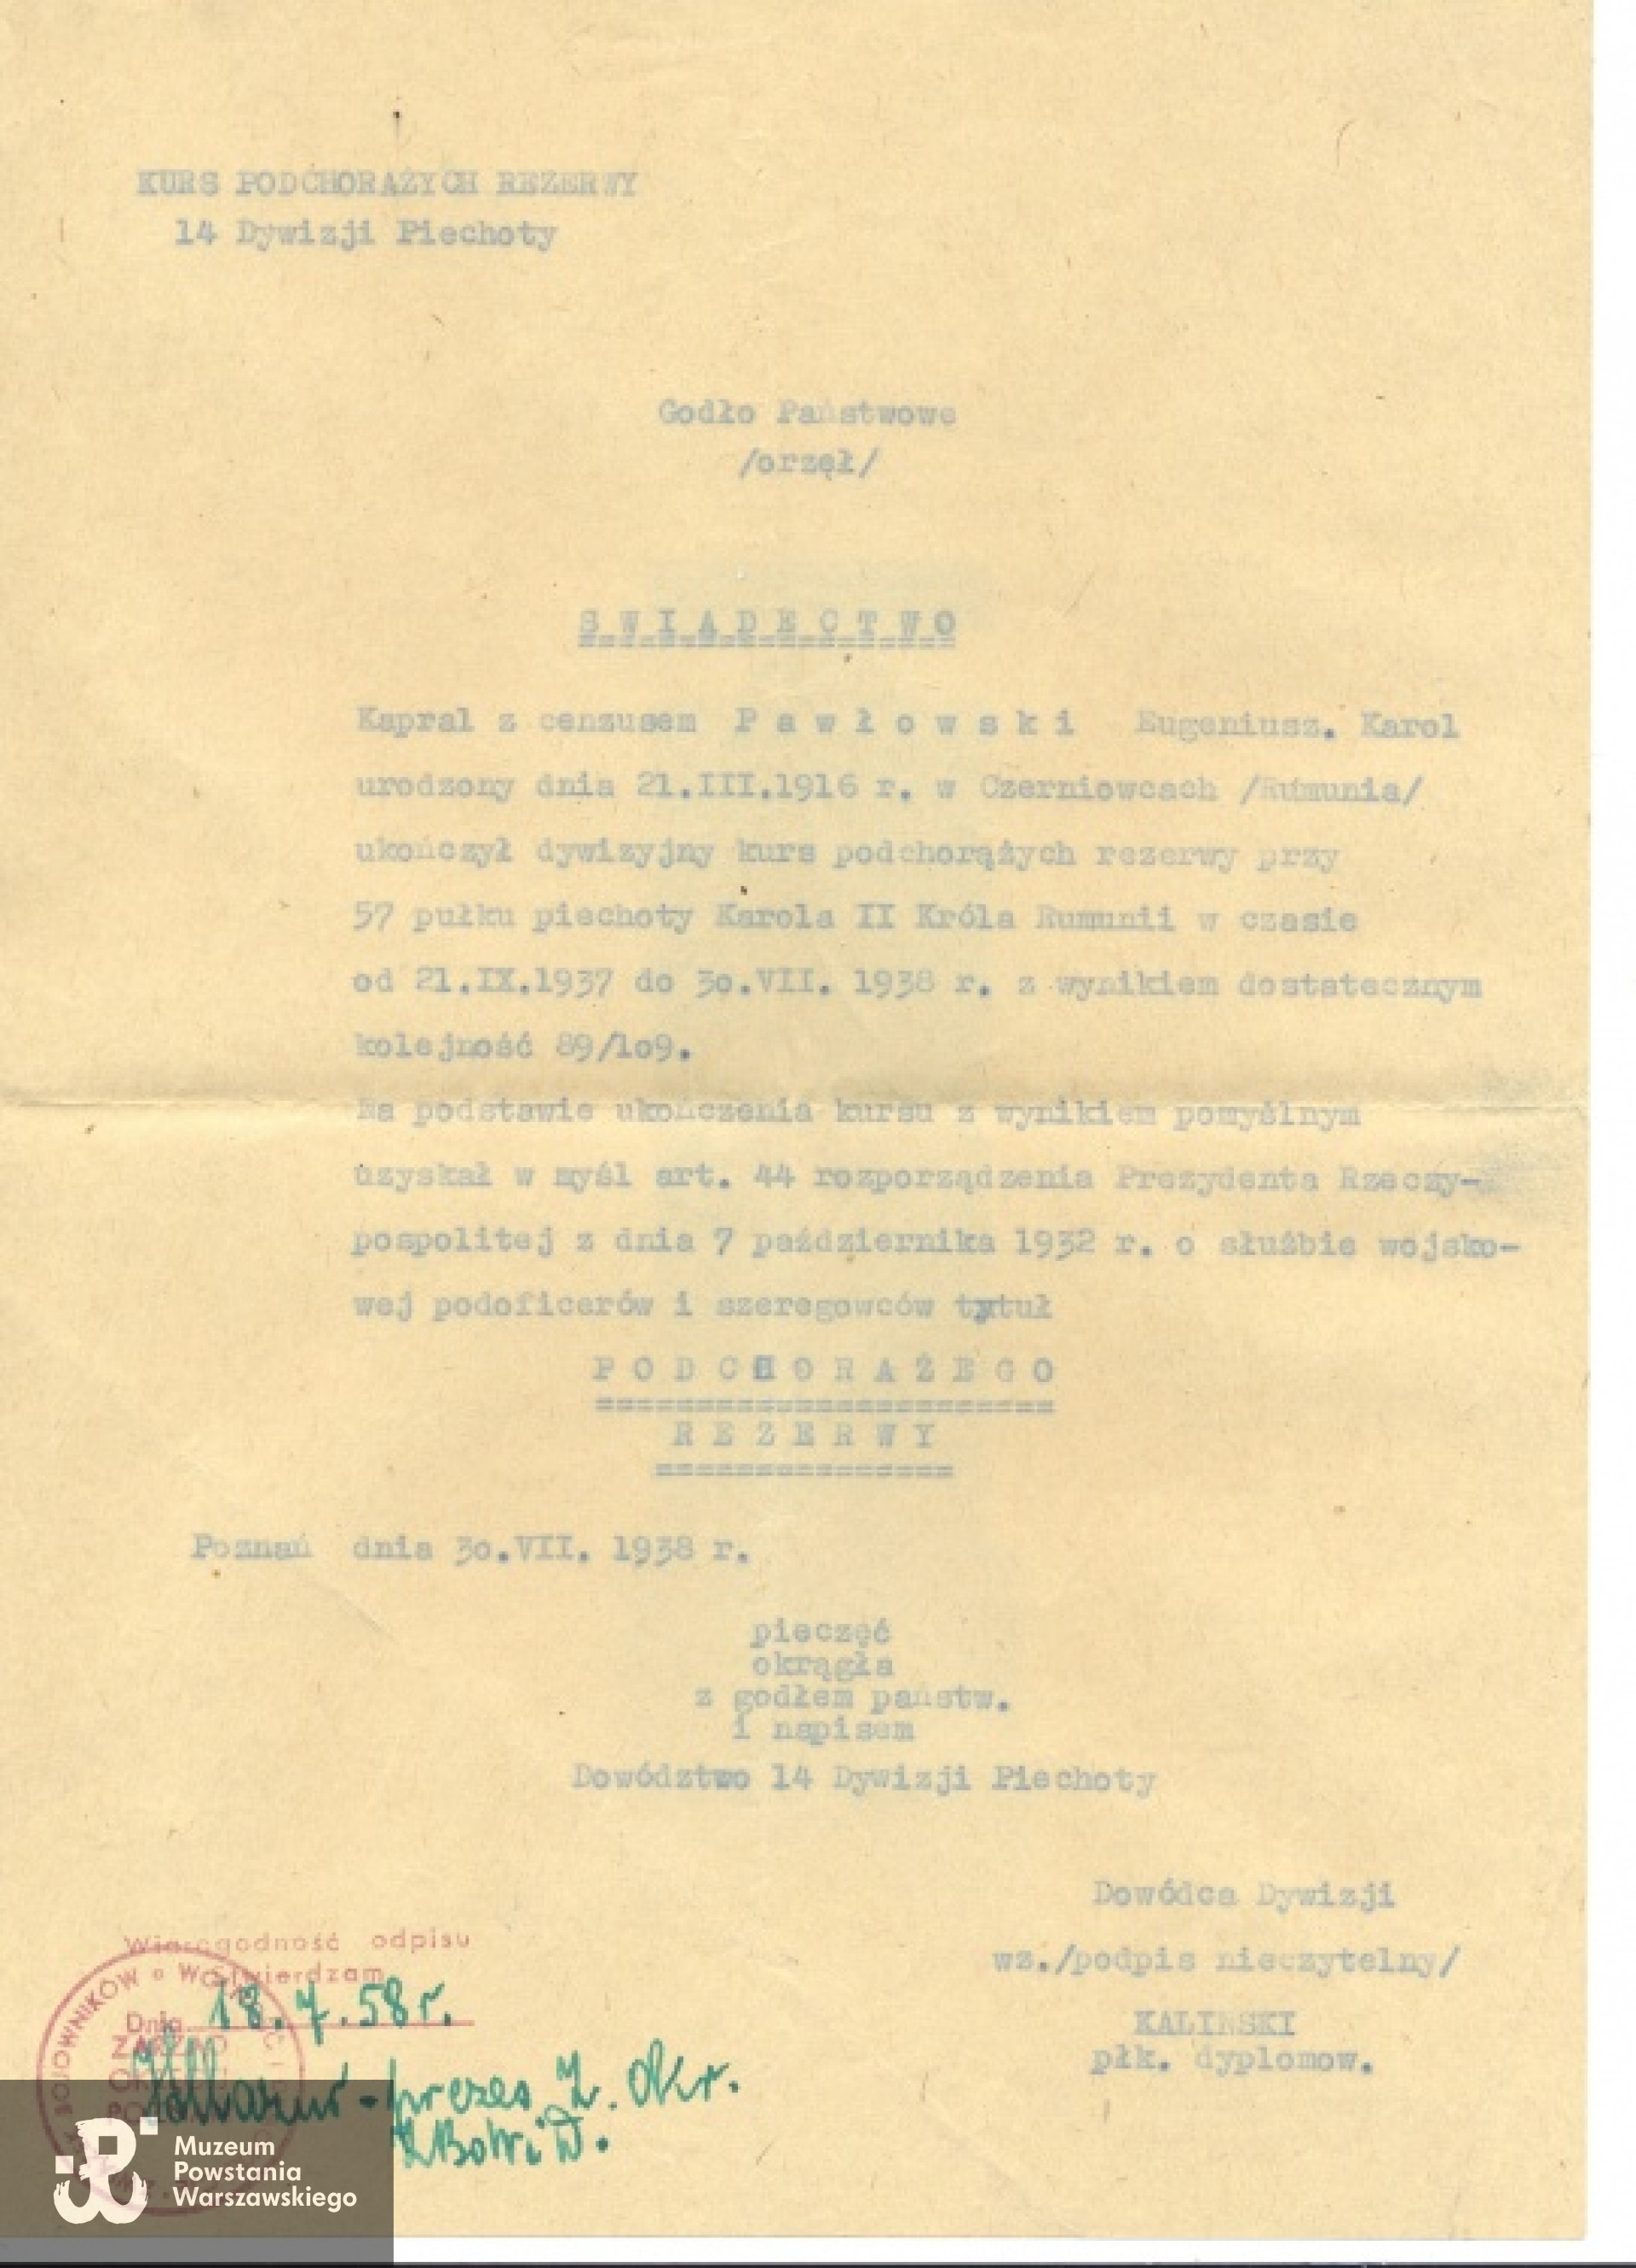 KURS PODCHORĄŻYCH REZERWY
14 Dywizji Piechoty
Godło Państwowe
/orzęł/
S W I A D E C T W O
Kapral z cenzusem P a w ł o w s k i Eugeniusz. Karol
urodzony dnia 21.III.1916 r. w Czerniowcach /Rumunia/
ukończył dywizyjny kurs podchorążych rezerwy przy
57 pułku piechoty Karola II Króla Rumunii w czasie
od 21.IX.1937 do 3o.VII. 1938 r. z wynikiem dostatecznym
kolejność 89/1o9.
Na podstawie ukończenia kursu z wynikiem pomyślnym
uzyskał w myśl art. 44 rozporządzenia Prezydenta Rzeczy-
pospolitej z dnia 7 października 1932 r. o służbie wojsko-
wej podoficerów i szeregowców tytuł
P O D C H O R A Ż E G O
R E Z E R W Y
Poznań dnia 3o.VII. 1938 r.
pieczęć
okrągła
z godłem państw.
i napisem
Dowództwo 14 Dywizji Piechoty
Dowódca Dywizji
wz./podpis nieczytelny/
KALINSKI
płk. dyplomow.
Wiarogodność odpisu
stwierdzam
Dnia 18.7.58r.
prezes Z. Okr.
ZBoWiD.
BOJOWNIKÓW o
Muzeum
Powstania
Warszawskiego